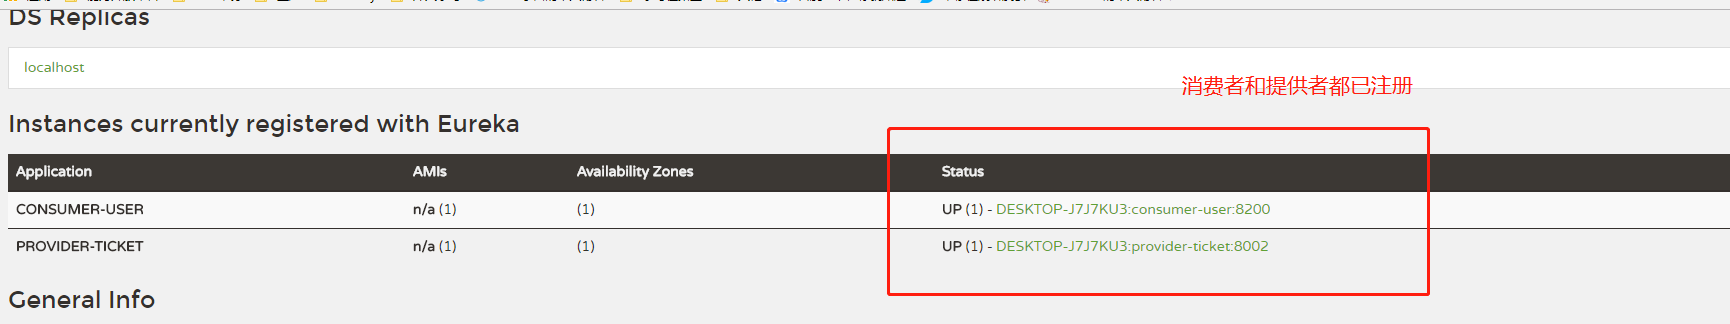 DS Replicas
localhost
消费者和提供者都已注册
Instances currently registered with Eureka
Application AMIs Availability Zones Status
CONSUMER-USER n/a (1) (1) UP (1) - DESKTOP-J7J7KU3:consumer-user:8200
PROVIDER-TICKET n/a (1) (1) UP (1) - DESKTOP-J7J7KU3:provider-ticket:8002
General Info